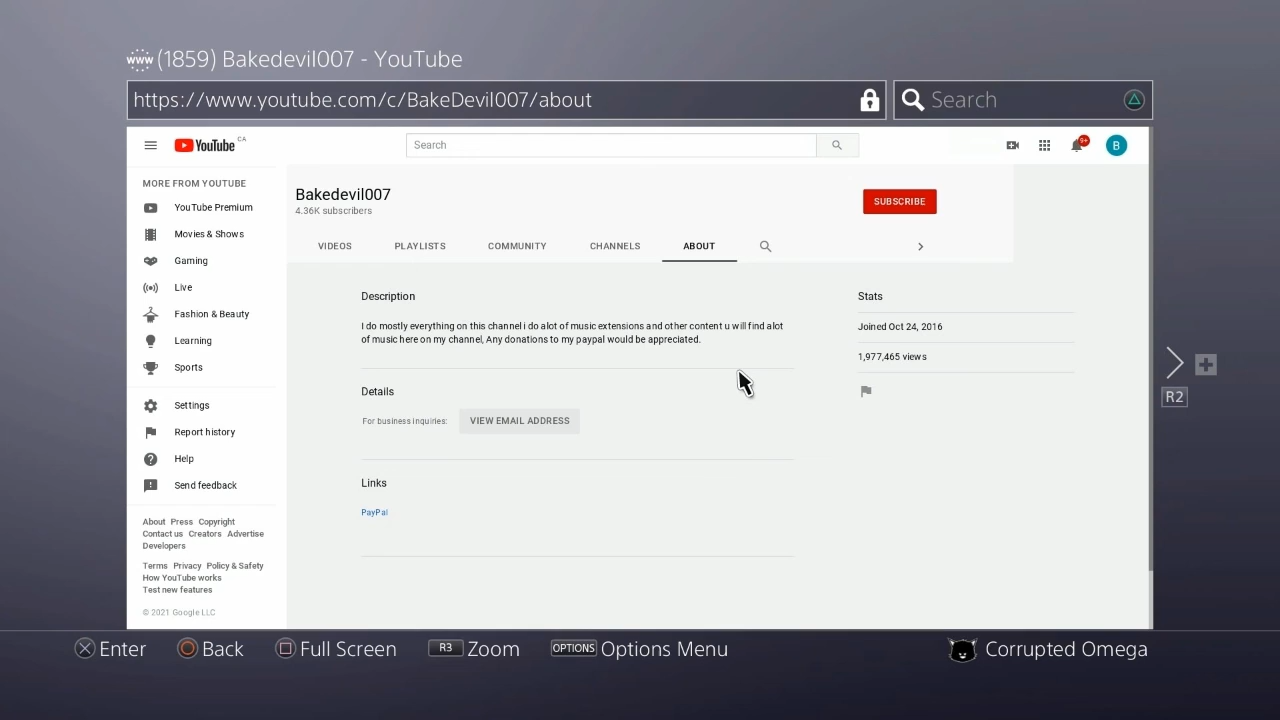 (1859) Bakedevil007 - YouTube
https://www.youtube.com/c/BakeDevil007/about
Search
YouTube CA
Search
9+
B
MORE FROM YOUTUBE
YouTube Premium
Movies & Shows
Gaming
Live
Fashion & Beauty
Learning
Sports
Settings
Report history
Help
Send feedback
About Press Copyright
Contact us Creators Advertise
Developers
Terms Privacy Policy & Safety
How YouTube works
Test new features
© 2021 Google LLC
Bakedevil007
4.36K subscribers
SUBSCRIBE
VIDEOS PLAYLISTS COMMUNITY CHANNELS ABOUT
Description
I do mostly everything on this channel i do alot of music extensions and other content u will find alot
of music here on my channel, Any donations to my paypal would be appreciated.
Details
For business inquiries: VIEW EMAIL ADDRESS
Links
PayPal
Stats
Joined Oct 24, 2016
1,977,465 views
R2
Enter Back Full Screen R3 Zoom OPTIONS Options Menu Corrupted Omega